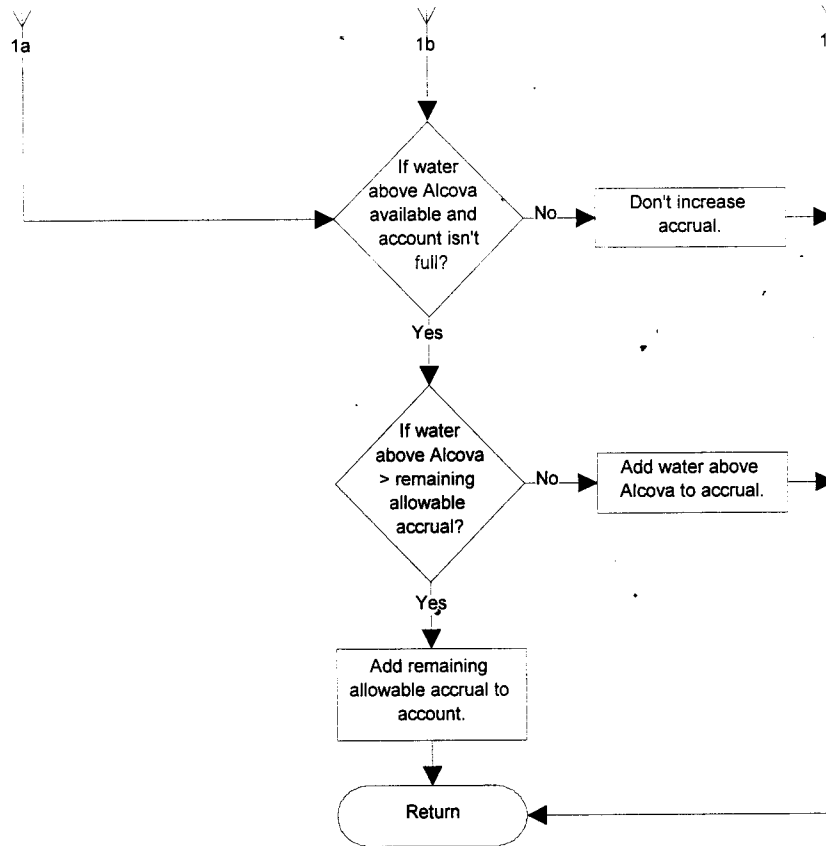 1a
1b
1
If water
above Alcova
available and
account isn't
full?
No
Don't increase
accrual.
Yes
If water
above Alcova
> remaining
allowable
accrual?
No
Add water above
Alcova to accrual.
Yes
Add remaining
allowable accrual to
account.
Return